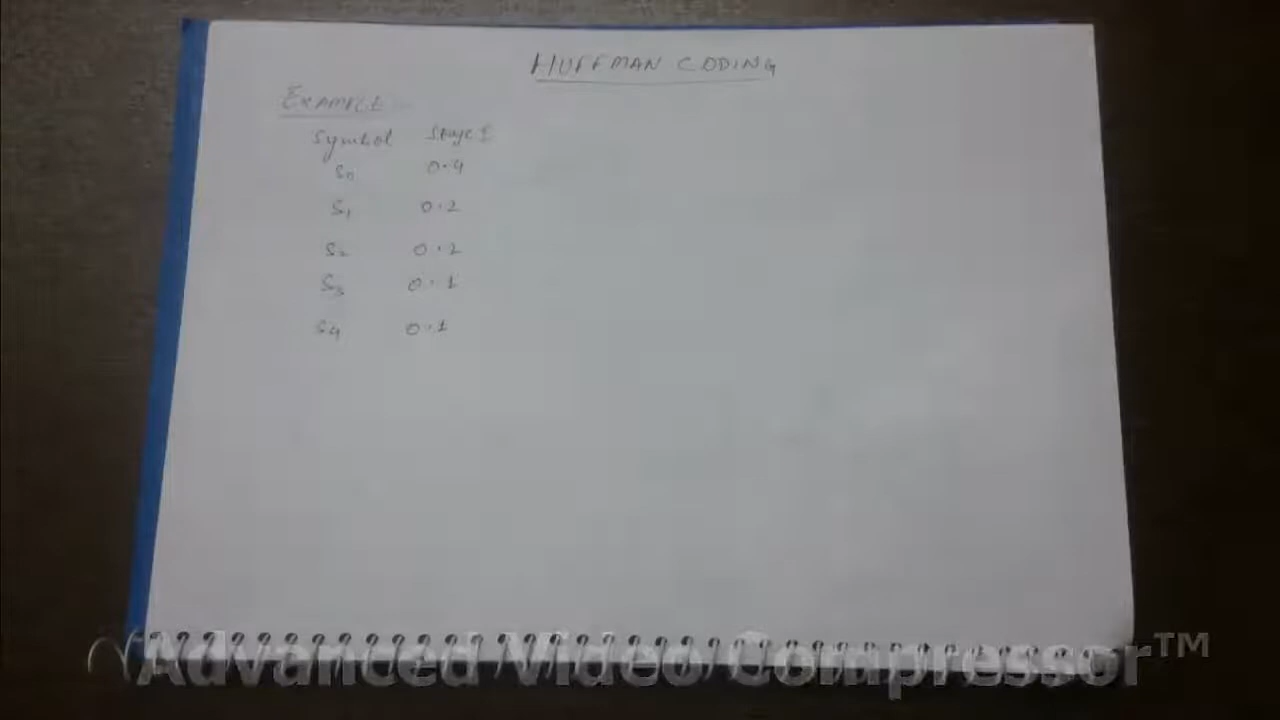 HUFFMAN CODING
EXAMPLE
Symbol Stage I
S0 0.4
S1 0.2
S2 0.2
S3 0.1
S4 0.1
Advanced Video Compressor™